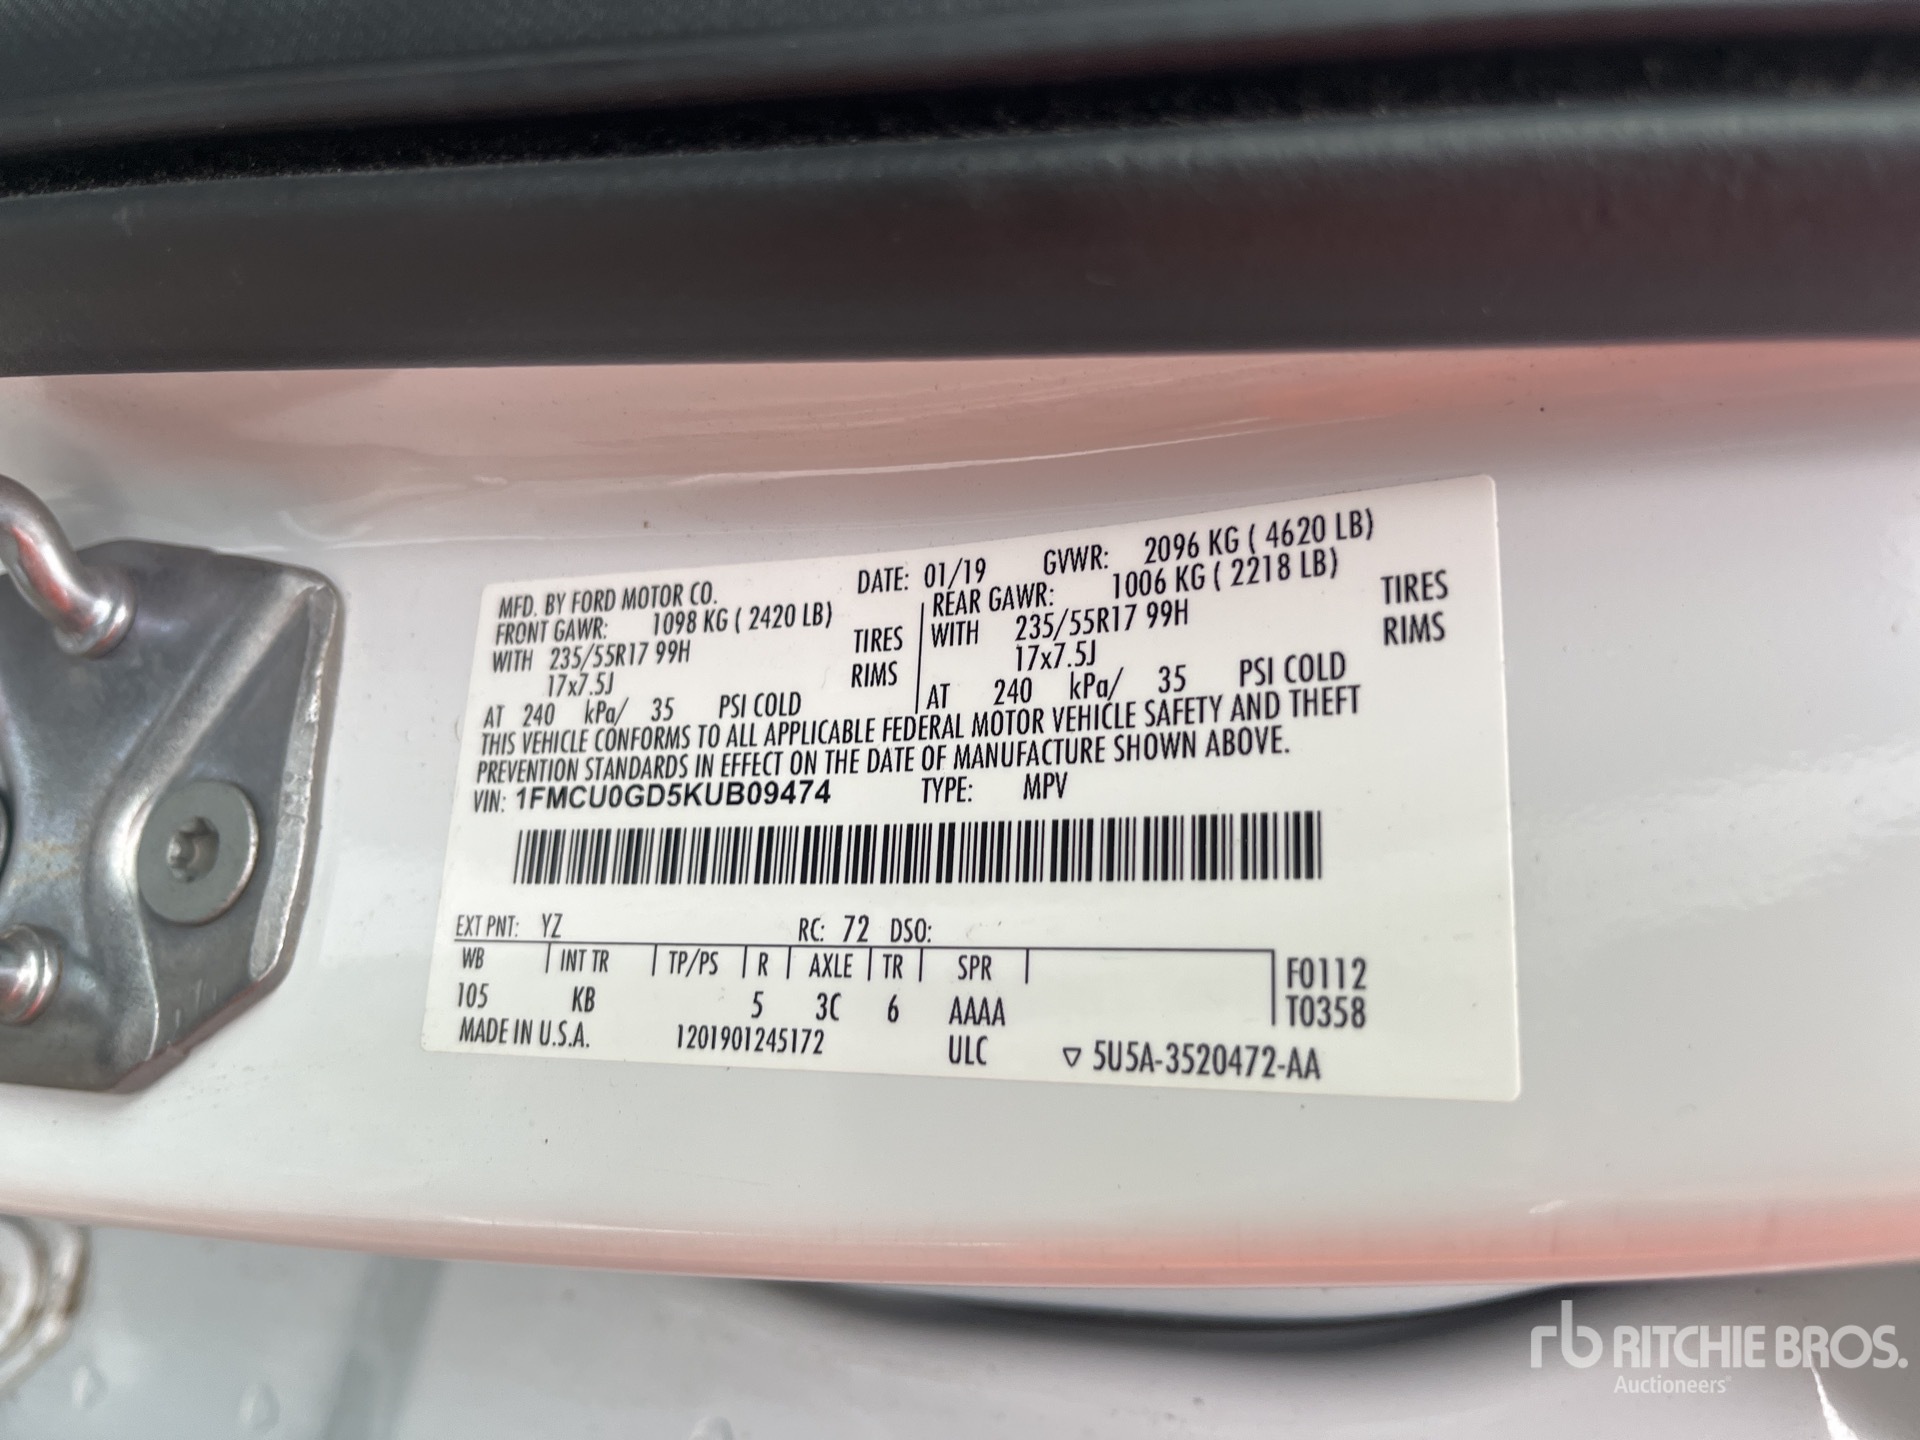 MFD. BY FORD MOTOR CO. DATE: 01/19 GVWR: 2096 KG ( 4620 LB)
FRONT GAWR: 1098 KG ( 2420 LB) REAR GAWR: 1006 KG ( 2218 LB)
WITH 235/55R17 99H TIRES WITH 235/55R17 99H TIRES
17x7.5J RIMS 17x7.5J RIMS
AT 240 kPa/ 35 PSI COLD AT 240 kPa/ 35 PSI COLD
THIS VEHICLE CONFORMS TO ALL APPLICABLE FEDERAL MOTOR VEHICLE SAFETY AND THEFT
PREVENTION STANDARDS IN EFFECT ON THE DATE OF MANUFACTURE SHOWN ABOVE.
VIN: 1FMCU0GD5KUB09474 TYPE: MPV
EXT PNT: YZ RC: 72 DSO:
WB INT TR TP/PS R AXLE TR SPR F0112
105 KB 5 3C 6 AAAA T0358
MADE IN U.S.A. 1201901245172 ULC ▽ 5U5A-3520472-AA
rb RITCHIE BROS.
Auctioneers